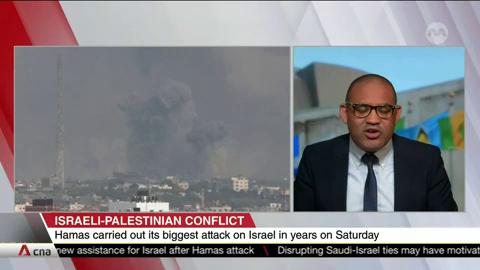 ISRAELI-PALESTINIAN CONFLICT
Hamas carried out its biggest attack on Israel in years on Saturday
cna
new assistance for Israel after Hamas attack
Disrupting Saudi-Israel ties may have motivat